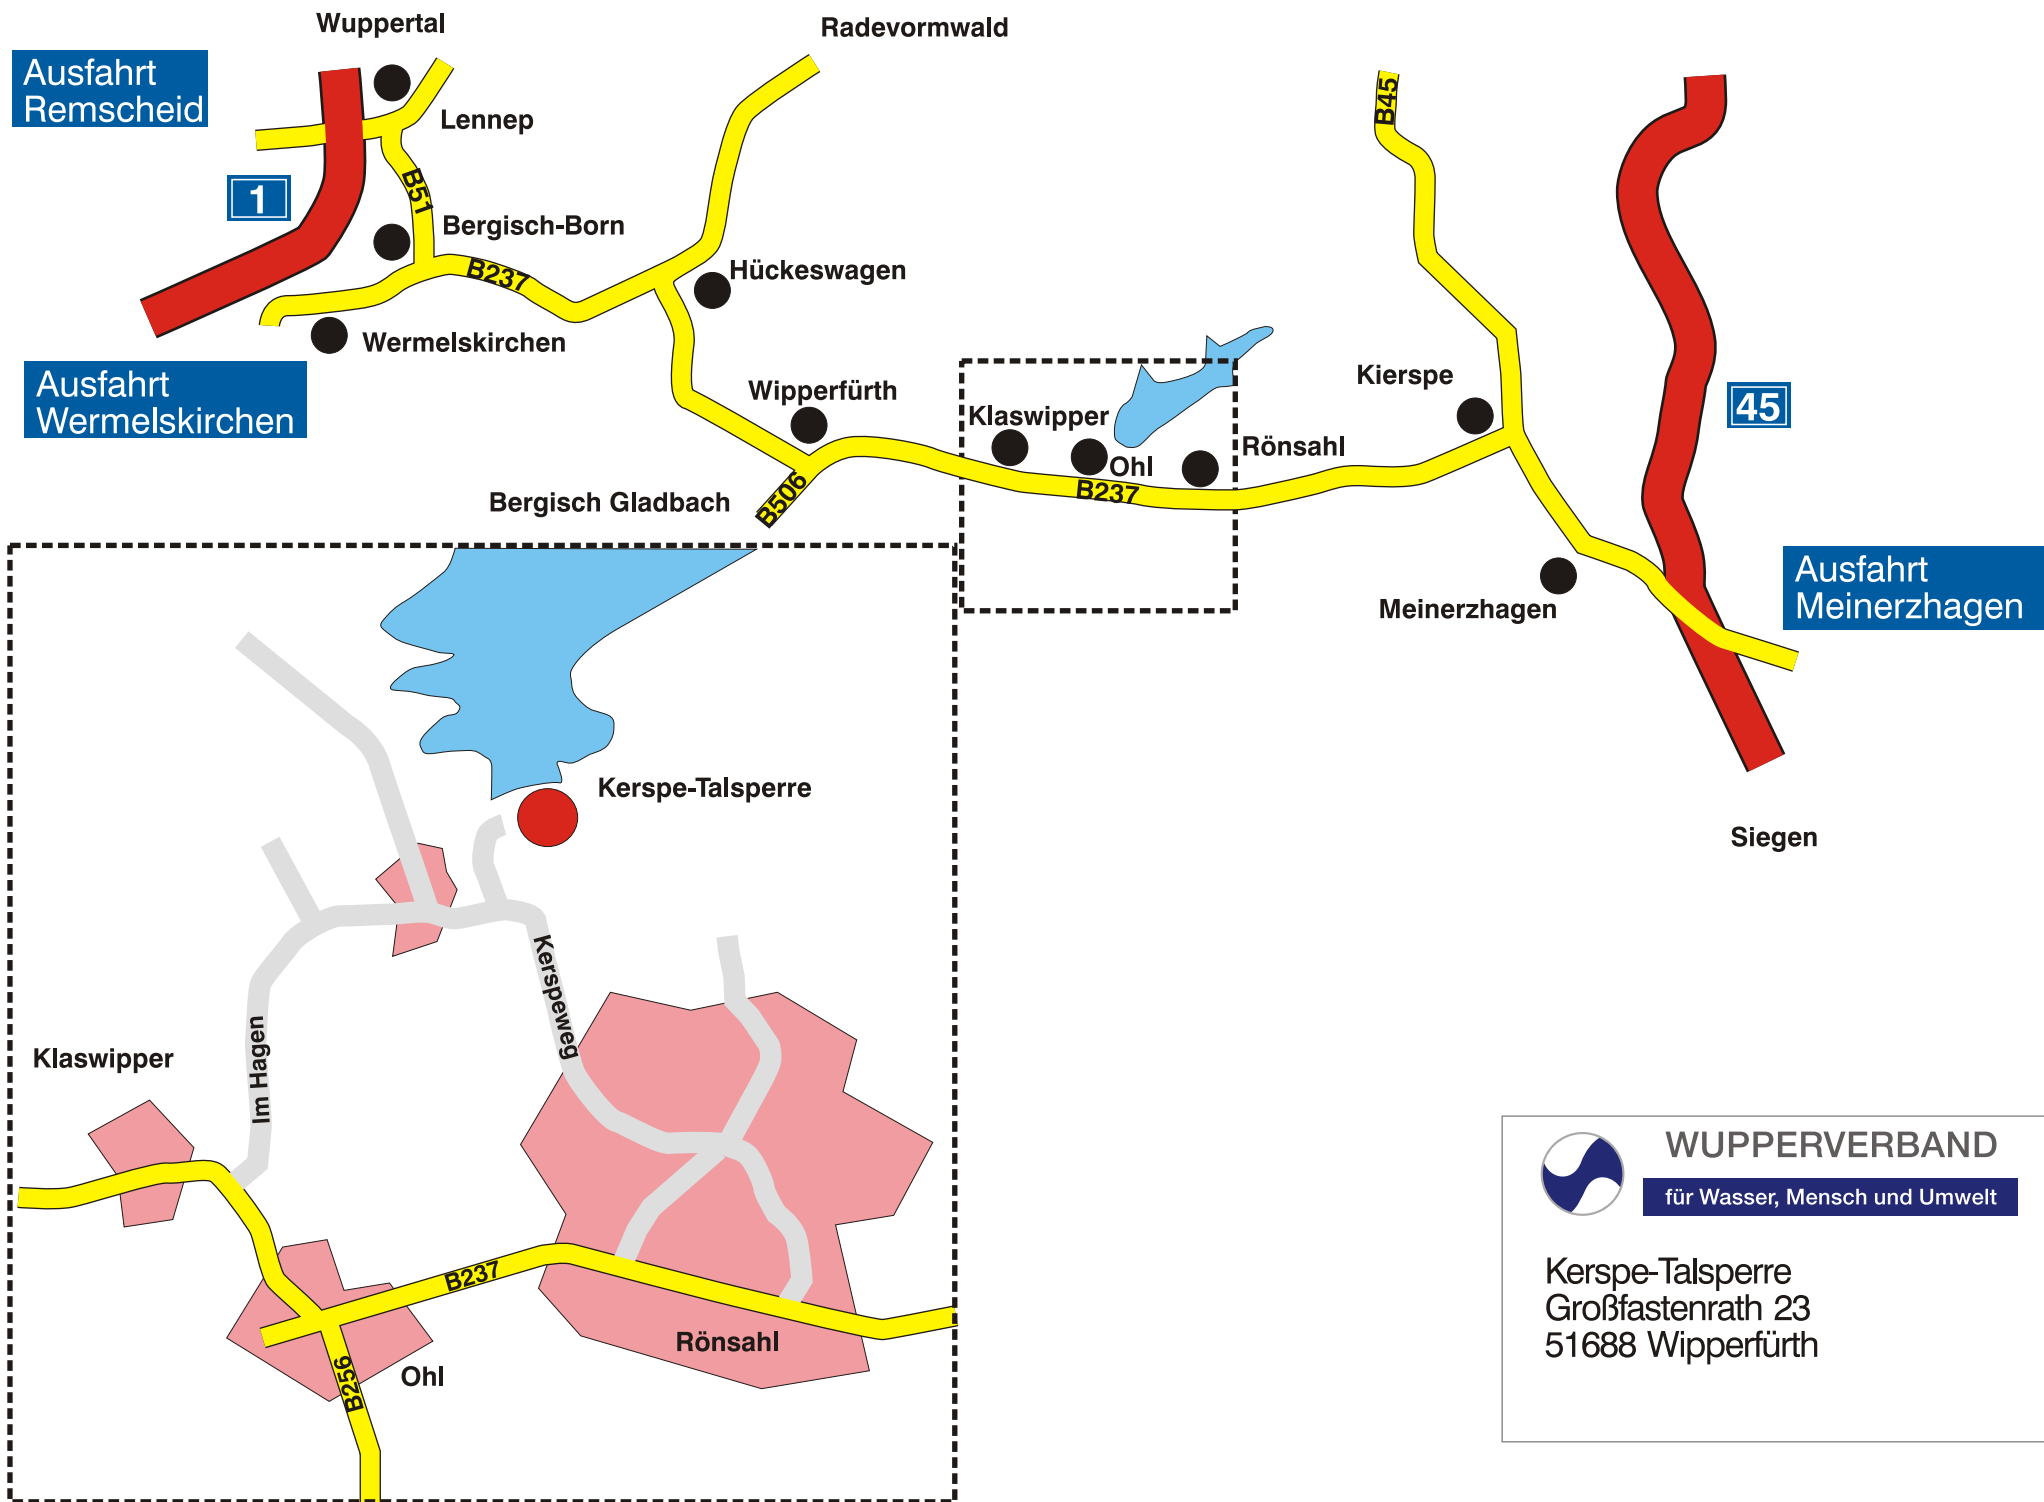 Wuppertal
Radevormwald
Ausfahrt
Remscheid
Lennep
B45
1
B51
Bergisch-Born
B237
Hückeswagen
Wermelskirchen
Ausfahrt
Wermelskirchen
Wipperfürth
Klaswipper
Kierspe
45
Ohl
Rönsahl
B237
Bergisch Gladbach
B506
Ausfahrt
Meinerzhagen
Meinerzhagen
Siegen
Kerspe-Talsperre
Kerspeweg
Im Hagen
Klaswipper
B237
Rönsahl
Ohl
B256
WUPPERVERBAND
für Wasser, Mensch und Umwelt
Kerspe-Talsperre
Großfastenrath 23
51688 Wipperfürth